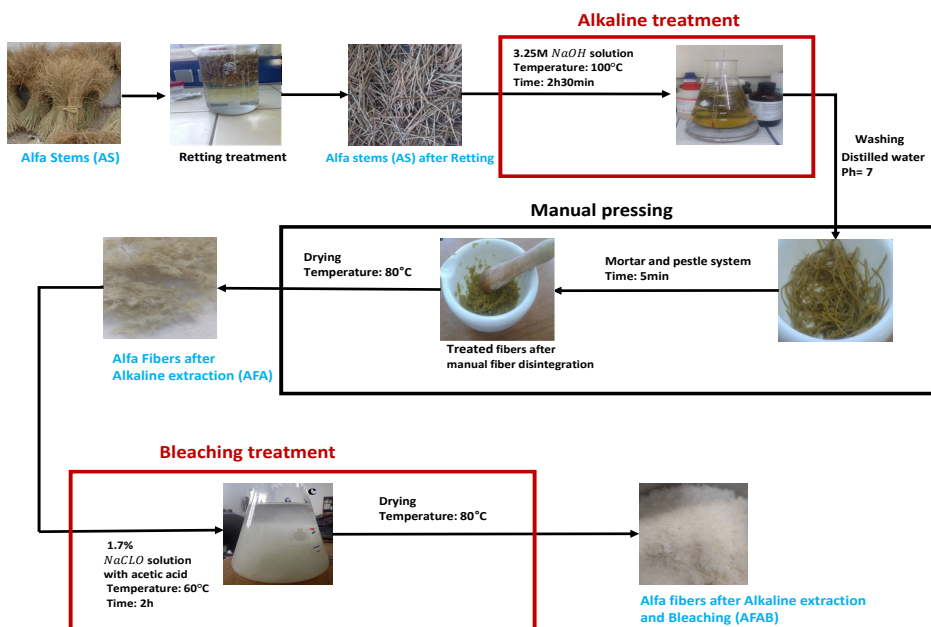 Alkaline treatment
3.25M NaOH solution
Temperature: 100°C
Time: 2h30min
Alfa Stems (AS)
Retting treatment
Alfa stems (AS) after Retting
Washing
Distilled water
Ph= 7
Manual pressing
Drying
Temperature: 80°C
Mortar and pestle system
Time: 5min
Treated fibers after
manual fiber disintegration
Alfa Fibers after
Alkaline extraction (AFA)
Bleaching treatment
c
Drying
Temperature: 80°C
1.7%
NaCLO solution
with acetic acid
Temperature: 60°C
Time: 2h
Alfa fibers after Alkaline extraction
and Bleaching (AFAB)